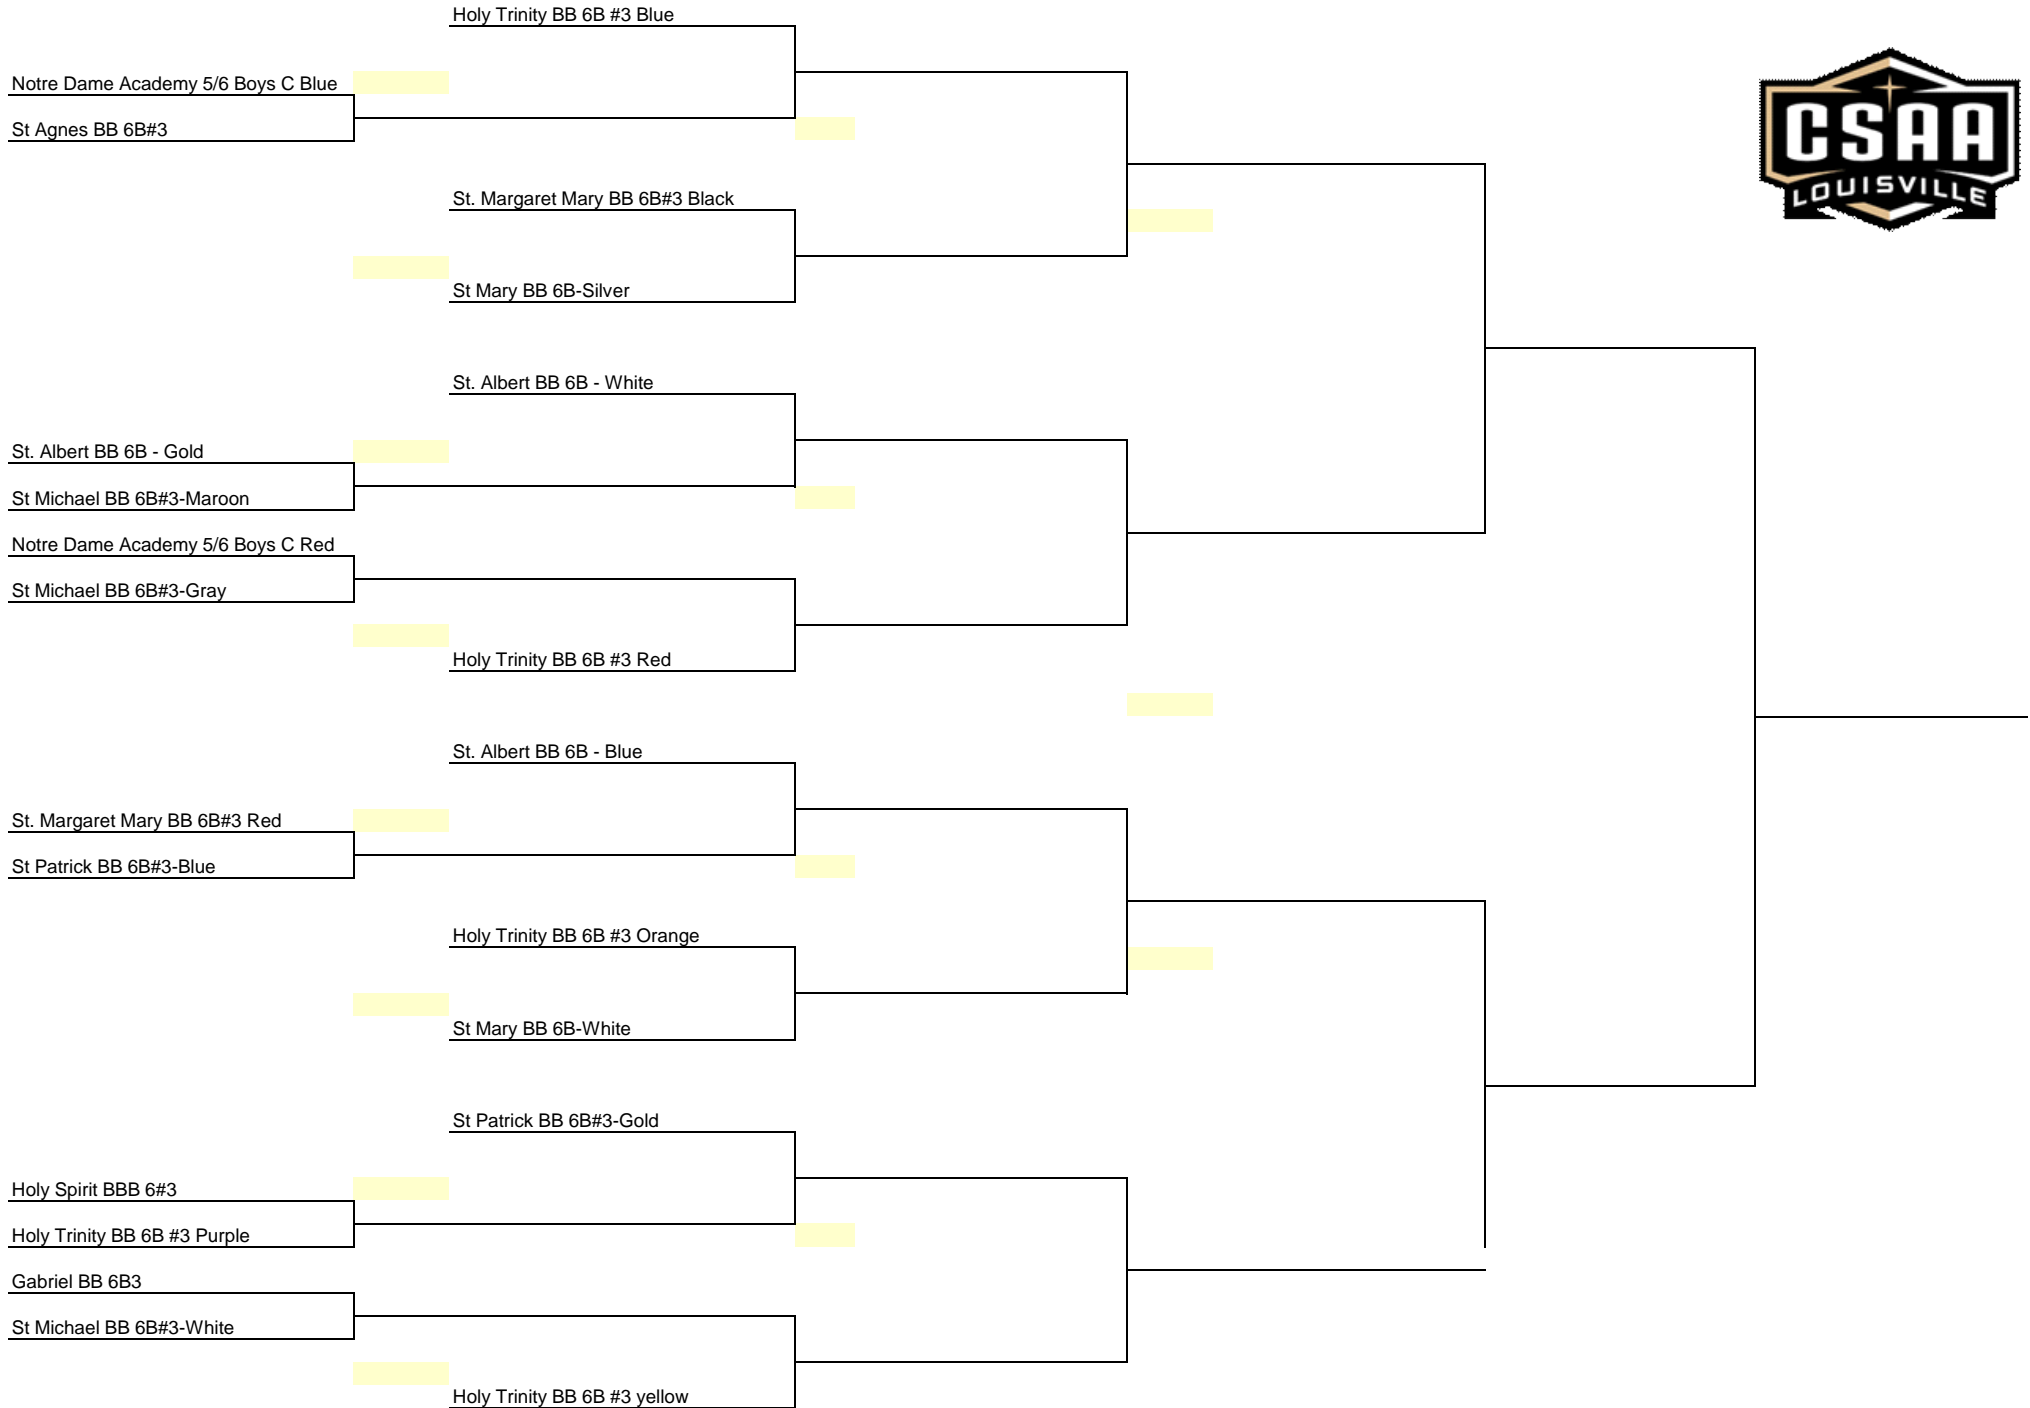 Holy Trinity BB 6B #3 Blue
Notre Dame Academy 5/6 Boys C Blue
St Agnes BB 6B#3
CSAA
LOUISVILLE
St. Margaret Mary BB 6B#3 Black
St Mary BB 6B-Silver
St. Albert BB 6B - White
St. Albert BB 6B - Gold
St Michael BB 6B#3-Maroon
Notre Dame Academy 5/6 Boys C Red
St Michael BB 6B#3-Gray
Holy Trinity BB 6B #3 Red
St. Albert BB 6B - Blue
St. Margaret Mary BB 6B#3 Red
St Patrick BB 6B#3-Blue
Holy Trinity BB 6B #3 Orange
St Mary BB 6B-White
St Patrick BB 6B#3-Gold
Holy Spirit BBB 6#3
Holy Trinity BB 6B #3 Purple
Gabriel BB 6B3
St Michael BB 6B#3-White
Holy Trinity BB 6B #3 yellow